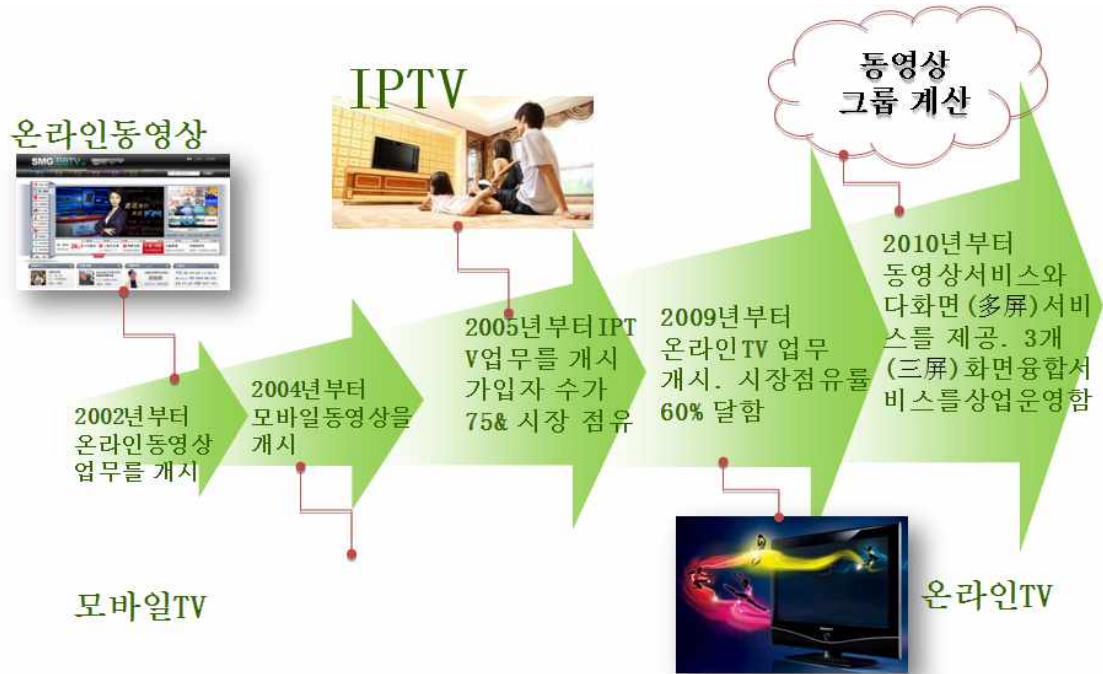 온라인동영상
SMG BBTV
IPTV
동영상
그룹 계산
2002년부터
온라인동영상
업무를 개시
2004년부터
모바일동영상을
개시
2005년부터IPT
V업무를 개시
가입자 수가
75& 시장 점유
2009년부터
온라인TV 업무
개시. 시장점유률
60% 달함
2010년부터
동영상서비스와
다화면(多屏)서비
스를 제공. 3개
(三屏)화면융합서
비스를상업운영함
모바일TV
온라인TV